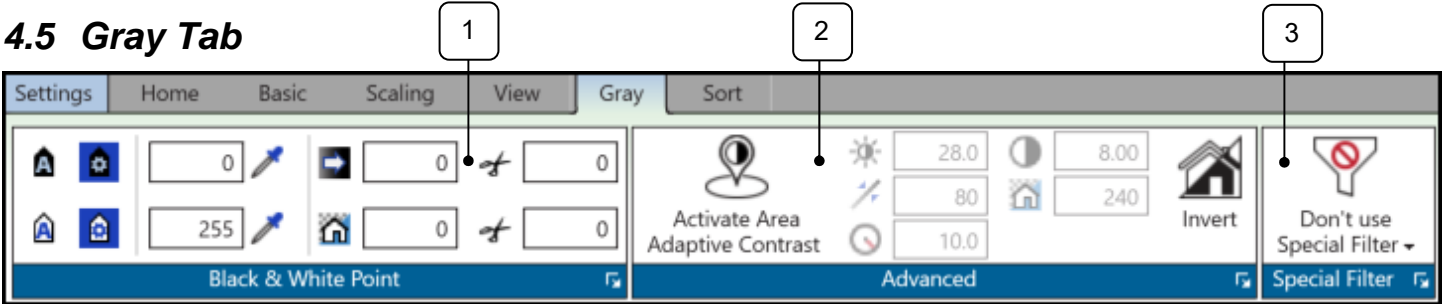 4.5 Gray Tab
1
2
3
Settings Home Basic Scaling View Gray Sort
A 0 0 0 28.0 8.00
80 240
A 255 0 0 10.0
Activate Area
Adaptive Contrast
Invert
Don't use
Special Filter
Black & White Point Advanced Special Filter